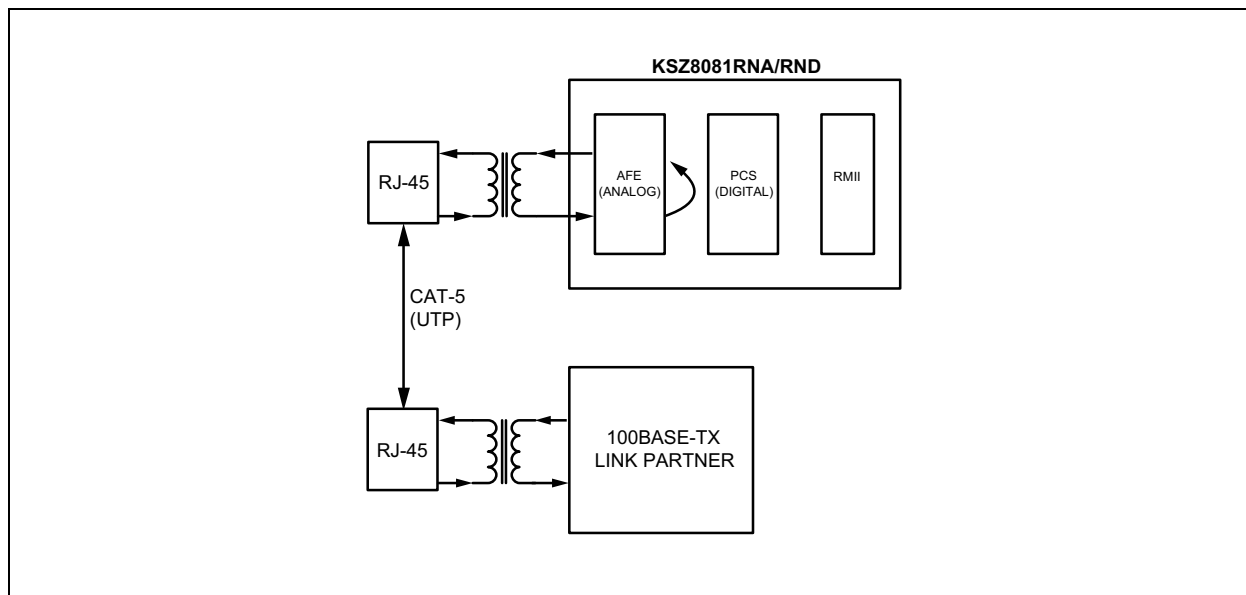 KSZ8081RNA/RND
RJ-45
AFE
(ANALOG)
PCS
(DIGITAL)
RMII
CAT-5
(UTP)
RJ-45
100BASE-TX
LINK PARTNER